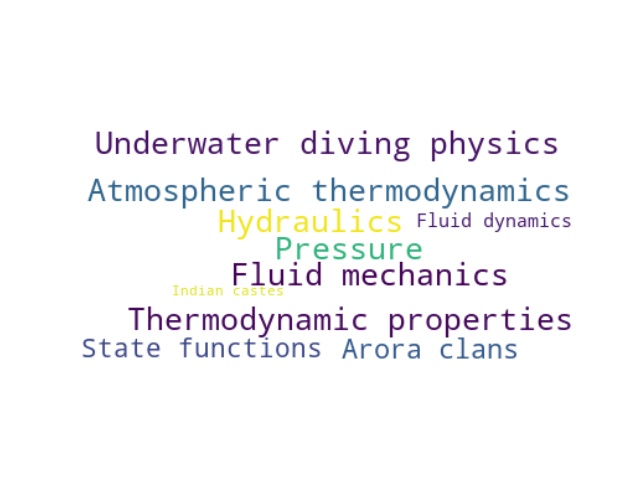 Underwater diving physics
Atmospheric thermodynamics
Hydraulics Fluid dynamics
Pressure
Fluid mechanics
Indian castes
Thermodynamic properties
State functions Arora clans